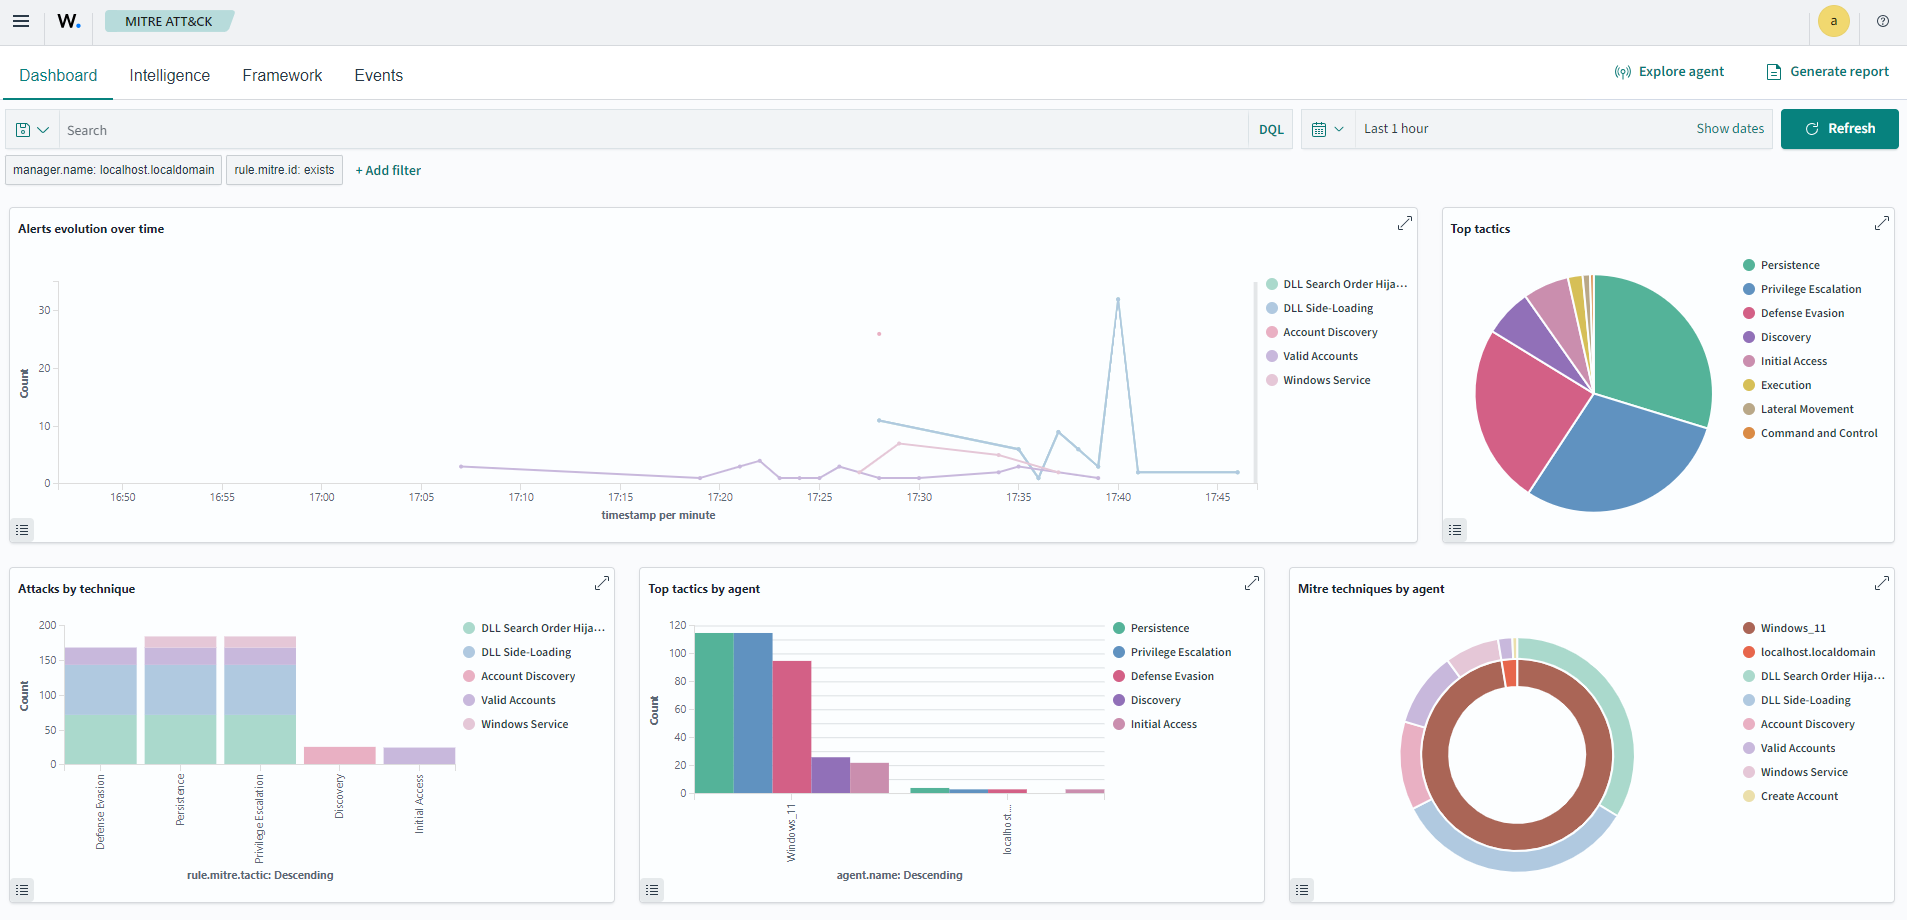 W.
MITRE ATT&CK
a
Dashboard
Intelligence
Framework
Events
Explore agent
Generate report
Search
DQL
Last 1 hour
Show dates
Refresh
manager.name: localhost.localdomain
rule.mitre.id: exists
+ Add filter
Alerts evolution over time
Count
30
20
10
0
16:50
16:55
17:00
17:05
17:10
17:15
17:20
17:25
17:30
17:35
17:40
17:45
timestamp per minute
DLL Search Order Hija...
DLL Side-Loading
Account Discovery
Valid Accounts
Windows Service
Top tactics
Persistence
Privilege Escalation
Defense Evasion
Discovery
Initial Access
Execution
Lateral Movement
Command and Control
Attacks by technique
Count
200
150
100
50
0
Defense Evasion
Persistence
Privilege Escalation
Discovery
Initial Access
rule.mitre.tactic: Descending
DLL Search Order Hija...
DLL Side-Loading
Account Discovery
Valid Accounts
Windows Service
Top tactics by agent
Count
120
100
80
60
40
20
0
Windows_11
localhost....
agent.name: Descending
Persistence
Privilege Escalation
Defense Evasion
Discovery
Initial Access
Mitre techniques by agent
Windows_11
localhost.localdomain
DLL Search Order Hija...
DLL Side-Loading
Account Discovery
Valid Accounts
Windows Service
Create Account